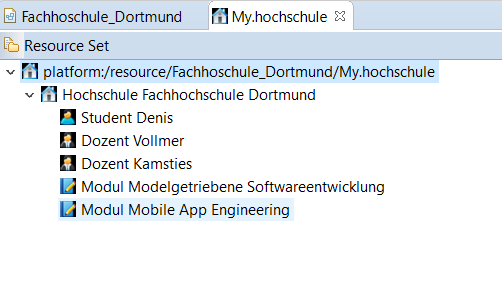 Fachhoschule_Dortmund My.hochschule
Resource Set
platform:/resource/Fachhoschule_Dortmund/My.hochschule
Hochschule Fachhochschule Dortmund
Student Denis
Dozent Vollmer
Dozent Kamsties
Modul Modelgetriebene Softwareentwicklung
Modul Mobile App Engineering